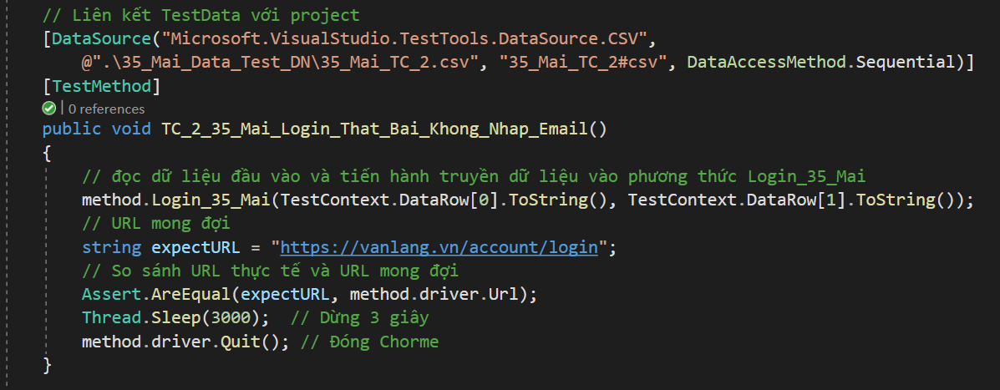 // Liên kết TestData với project
[DataSource("Microsoft.VisualStudio.TestTools.DataSource.CSV",
@".\35_Mai_Data_Test_DN\35_Mai_TC_2.csv", "35_Mai_TC_2#csv", DataAccessMethod.Sequential)]
[TestMethod]
| 0 references
public void TC_2_35_Mai_Login_That_Bai_Khong_Nhap_Email()
{
// đọc dữ liệu đầu vào và tiến hành truyền dữ liệu vào phương thức Login_35_Mai
method.Login_35_Mai(TestContext.DataRow[0].ToString(), TestContext.DataRow[1].ToString());
// URL mong đợi
string expectURL = "https://vanlang.vn/account/login";
// So sánh URL thực tế và URL mong đợi
Assert.AreEqual(expectURL, method.driver.Url);
Thread.Sleep(3000);  // Dừng 3 giây
method.driver.Quit(); // Đóng Chorme
}